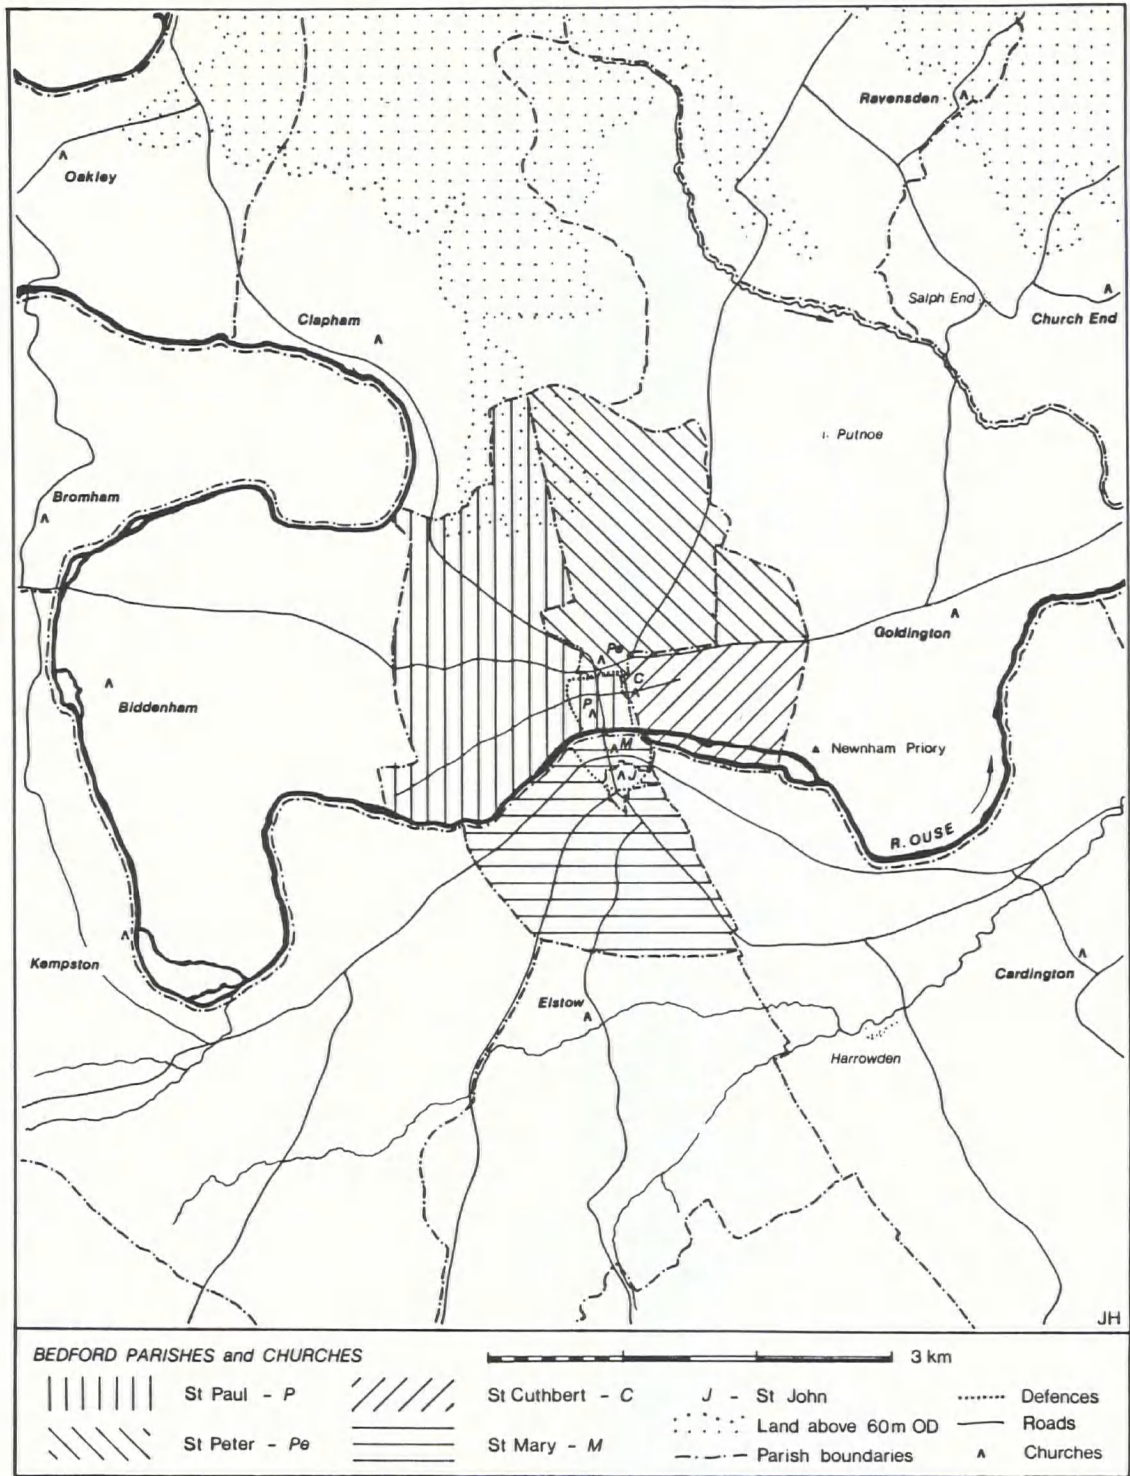 Ravensden
Oakley
Salph End
Church End
Clapham
Putnoe
Bromham
Goldington
Pe
C
Biddenham
P
M
Newnham Priory
J
R. OUSE
Kempston
Cardington
Elstow
Harrowden
JH
BEDFORD PARISHES and CHURCHES
3 km
St Paul - P
St Cuthbert - C
J - St John
Defences
Land above 60m OD
Roads
St Peter - Pe
St Mary - M
Parish boundaries
Churches